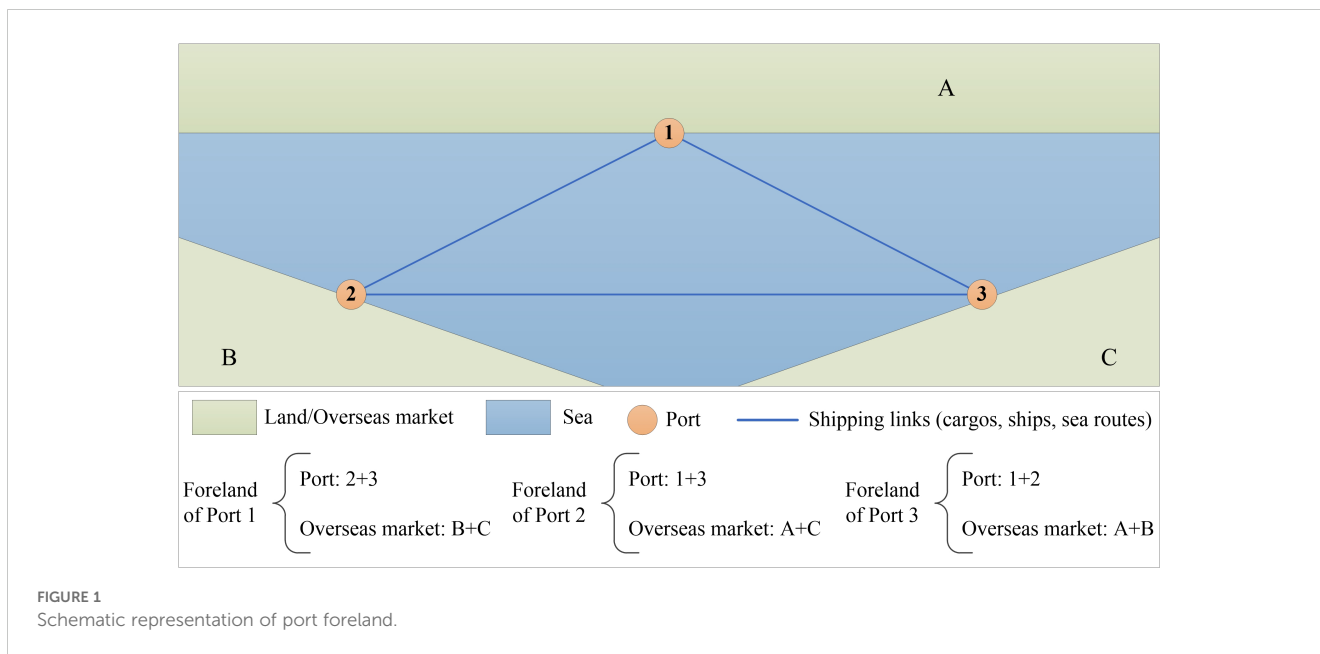 A
1
2
3
B
C
Land/Overseas market
Sea
Port
Shipping links (cargos, ships, sea routes)
Foreland
of Port 1
Port: 2+3
Overseas market: B+C
Foreland
of Port 2
Port: 1+3
Overseas market: A+C
Foreland
of Port 3
Port: 1+2
Overseas market: A+B
FIGURE 1
Schematic representation of port foreland.